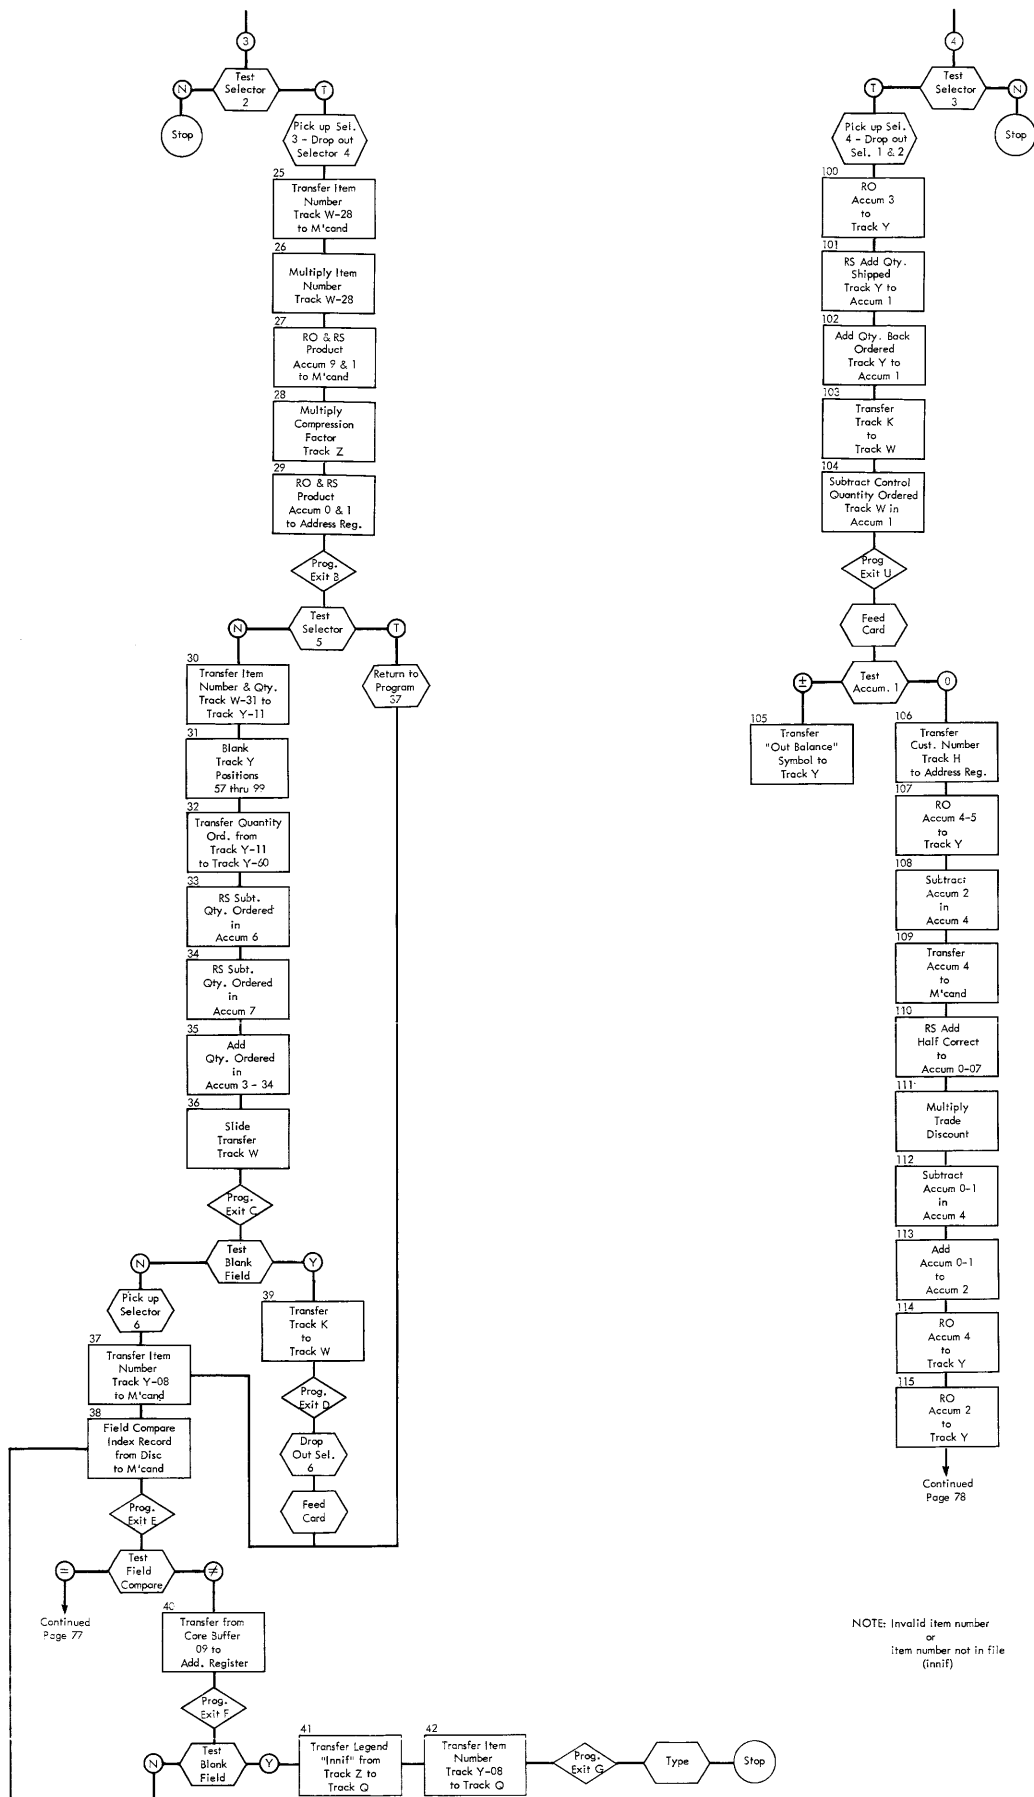 3
Test
Selector
2
N
T
Stop
Pick up Sel.
3 - Drop out
Selector 4
25
Transfer Item
Number
Track W-28
to M'cand
26
Multiply Item
Number
Track W-28
27
RO & RS
Product
Accum 9 & 1
to M'cand
28
Multiply
Compression
Factor
Track Z
29
RO & RS
Product
Accum 0 & 1
to Address Reg.
Prog.
Exit B
Test
Selector
5
N
T
Return to
Program
37
30
Transfer Item
Number & Qty.
Track W-31 to
Track Y-11
31
Blank
Track Y
Positions
57 thru 99
32
Transfer Quantity
Ord. from
Track Y-11
to Track Y-60
33
RS Subt.
Qty. Ordered
in
Accum 6
34
RS Subt.
Qty. Ordered
in
Accum 7
35
Add
Qty. Ordered
in
Accum 3 - 34
36
Slide
Transfer
Track W
Prog.
Exit C
Test
Blank
Field
N
Y
Pick up
Selector
6
37
Transfer Item
Number
Track Y-08
to M'cand
38
Field Compare
Index Record
from Disc
to M'cand
39
Transfer
Track K
to
Track W
Prog.
Exit D
Drop
Out Sel.
6
Feed
Card
Prog.
Exit E
Test
Field
Compare
=
≠
Continued
Page 77
40
Transfer from
Core Buffer
09 to
Add. Register
Prog.
Exit F
Test
Blank
Field
N
Y
41
Transfer Legend
"Innif" from
Track Z to
Track Q
42
Transfer Item
Number
Track Y-08
to Track Q
Prog.
Exit G
Type
Stop
4
Test
Selector
3
T
N
Stop
Pick up Sel.
4 - Drop out
Sel. 1 & 2
100
RO
Accum 3
to
Track Y
101
RS Add Qty.
Shipped
Track Y to
Accum 1
102
Add Qty. Back
Ordered
Track Y to
Accum 1
103
Transfer
Track K
to
Track W
104
Subtract Control
Quantity Ordered
Track W in
Accum 1
Prog
Exit U
Feed
Card
Test
Accum. 1
±
0
105
Transfer
"Out Balance"
Symbol to
Track Y
106
Transfer
Cust. Number
Track H
to Address Reg.
107
RO
Accum 4-5
to
Track Y
108
Subtract
Accum 2
in
Accum 4
109
Transfer
Accum 4
to
M'cand
110
RS Add
Half Correct
to
Accum 0-07
111
Multiply
Trade
Discount
112
Subtract
Accum 0-1
in
Accum 4
113
Add
Accum 0-1
to
Accum 2
114
RO
Accum 4
to
Track Y
115
RO
Accum 2
to
Track Y
Continued
Page 78
NOTE: Invalid item number
or
item number not in file
(innif)